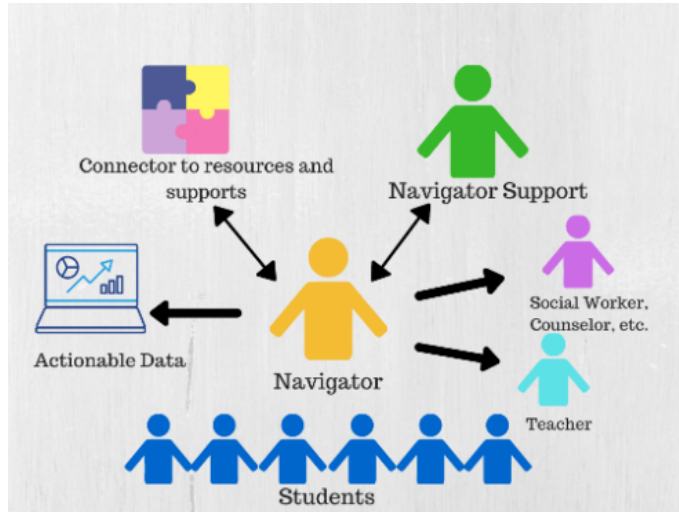 Connector to resources and
supports
Navigator Support
Social Worker,
Counselor, etc.
Actionable Data
Navigator
Teacher
Students